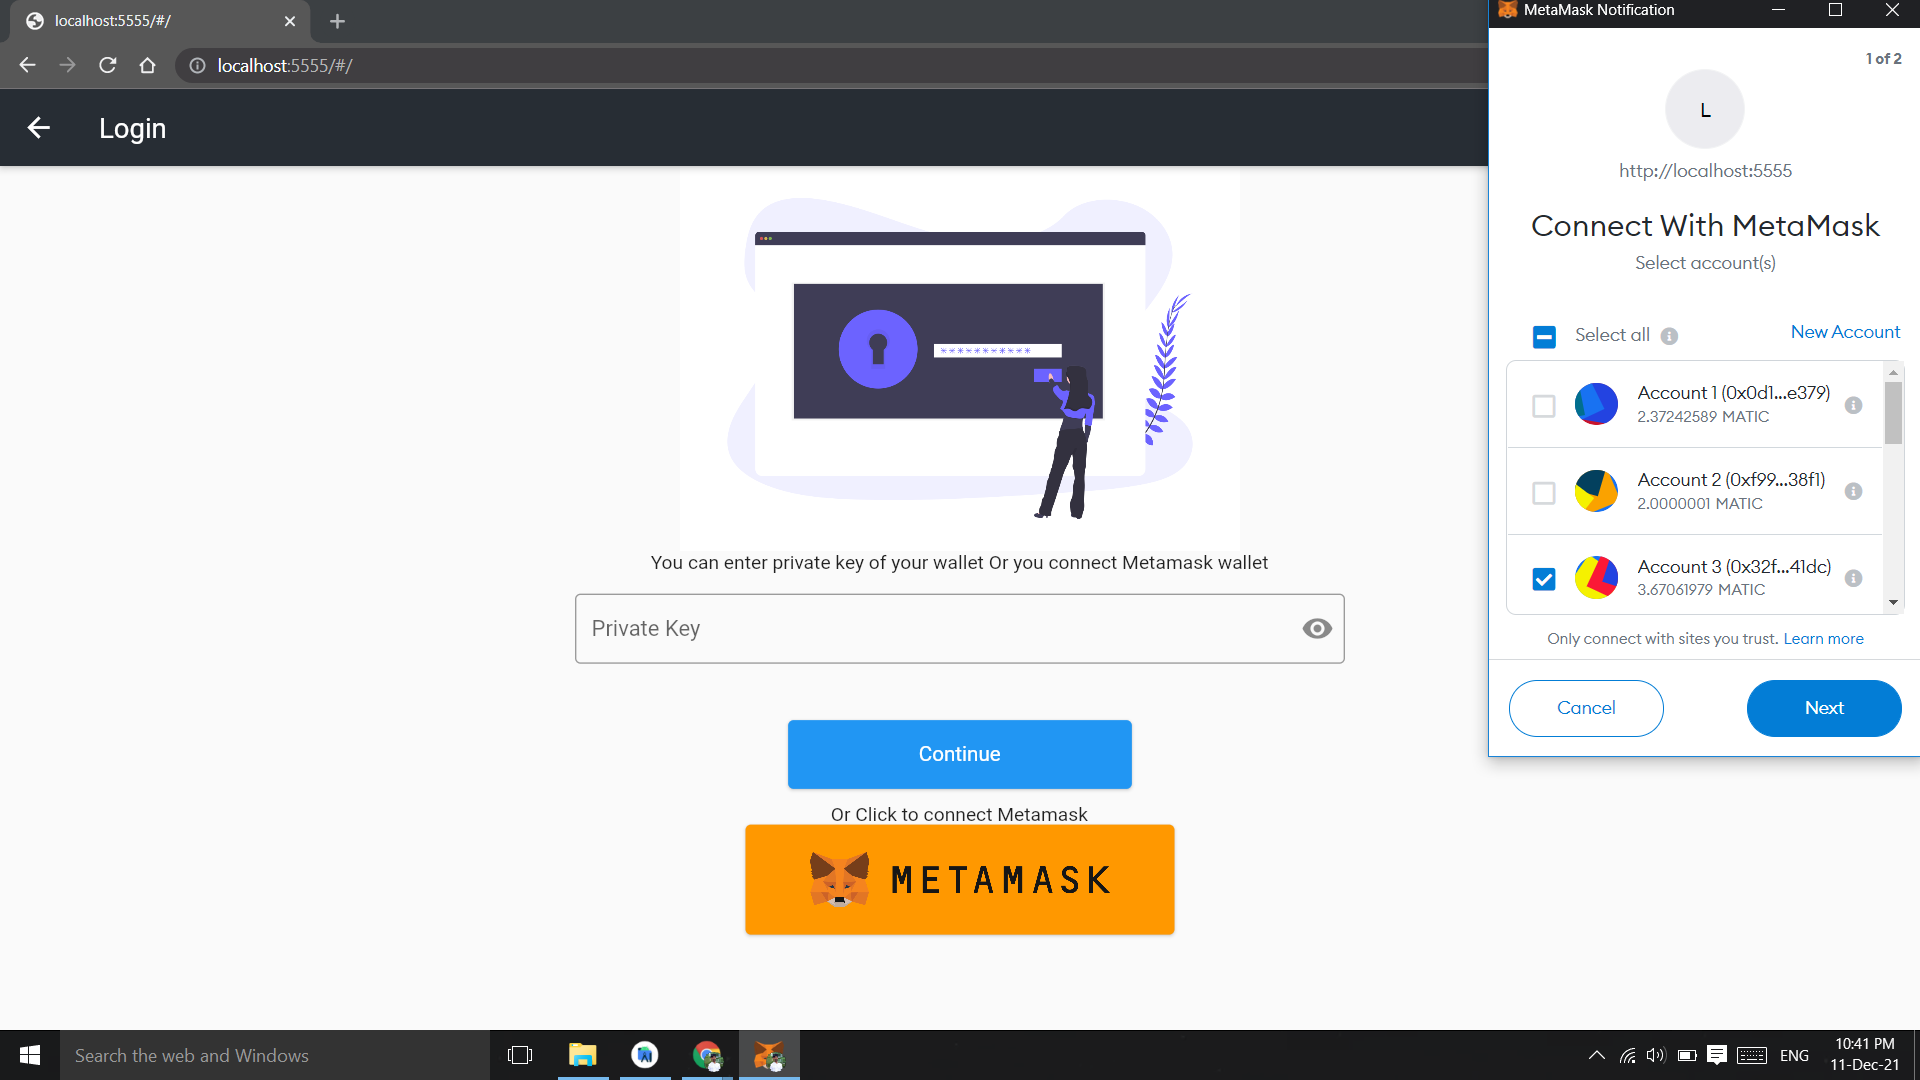 localhost:5555/#/
localhost:5555/#/
Login
***********
You can enter private key of your wallet Or you connect Metamask wallet
Private Key
Continue
Or Click to connect Metamask
METAMASK
MetaMask Notification
1 of 2
L
http://localhost:5555
Connect With MetaMask
Select account(s)
Select all
New Account
Account 1 (0x0d1...e379)
2.37242589 MATIC
Account 2 (0xf99...38f1)
2.0000001 MATIC
Account 3 (0x32f...41dc)
3.67061979 MATIC
Only connect with sites you trust. Learn more
Cancel
Next
Search the web and Windows
ENG
10:41 PM
11-Dec-21